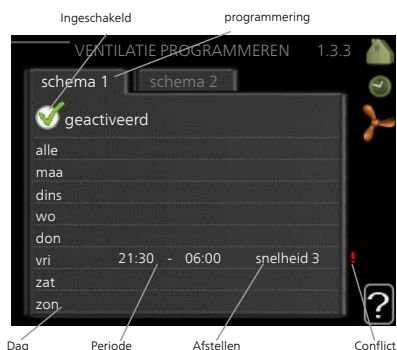 Ingeschakeld programmering
VENTILATIE PROGRAMMEREN 1.3.3
schema 1 schema 2
geactiveerd
alle
maa
dins
wo
don
vri 21:30 - 06:00 snelheid 3 !
zat
zon
?
Dag Periode Afstellen Conflict